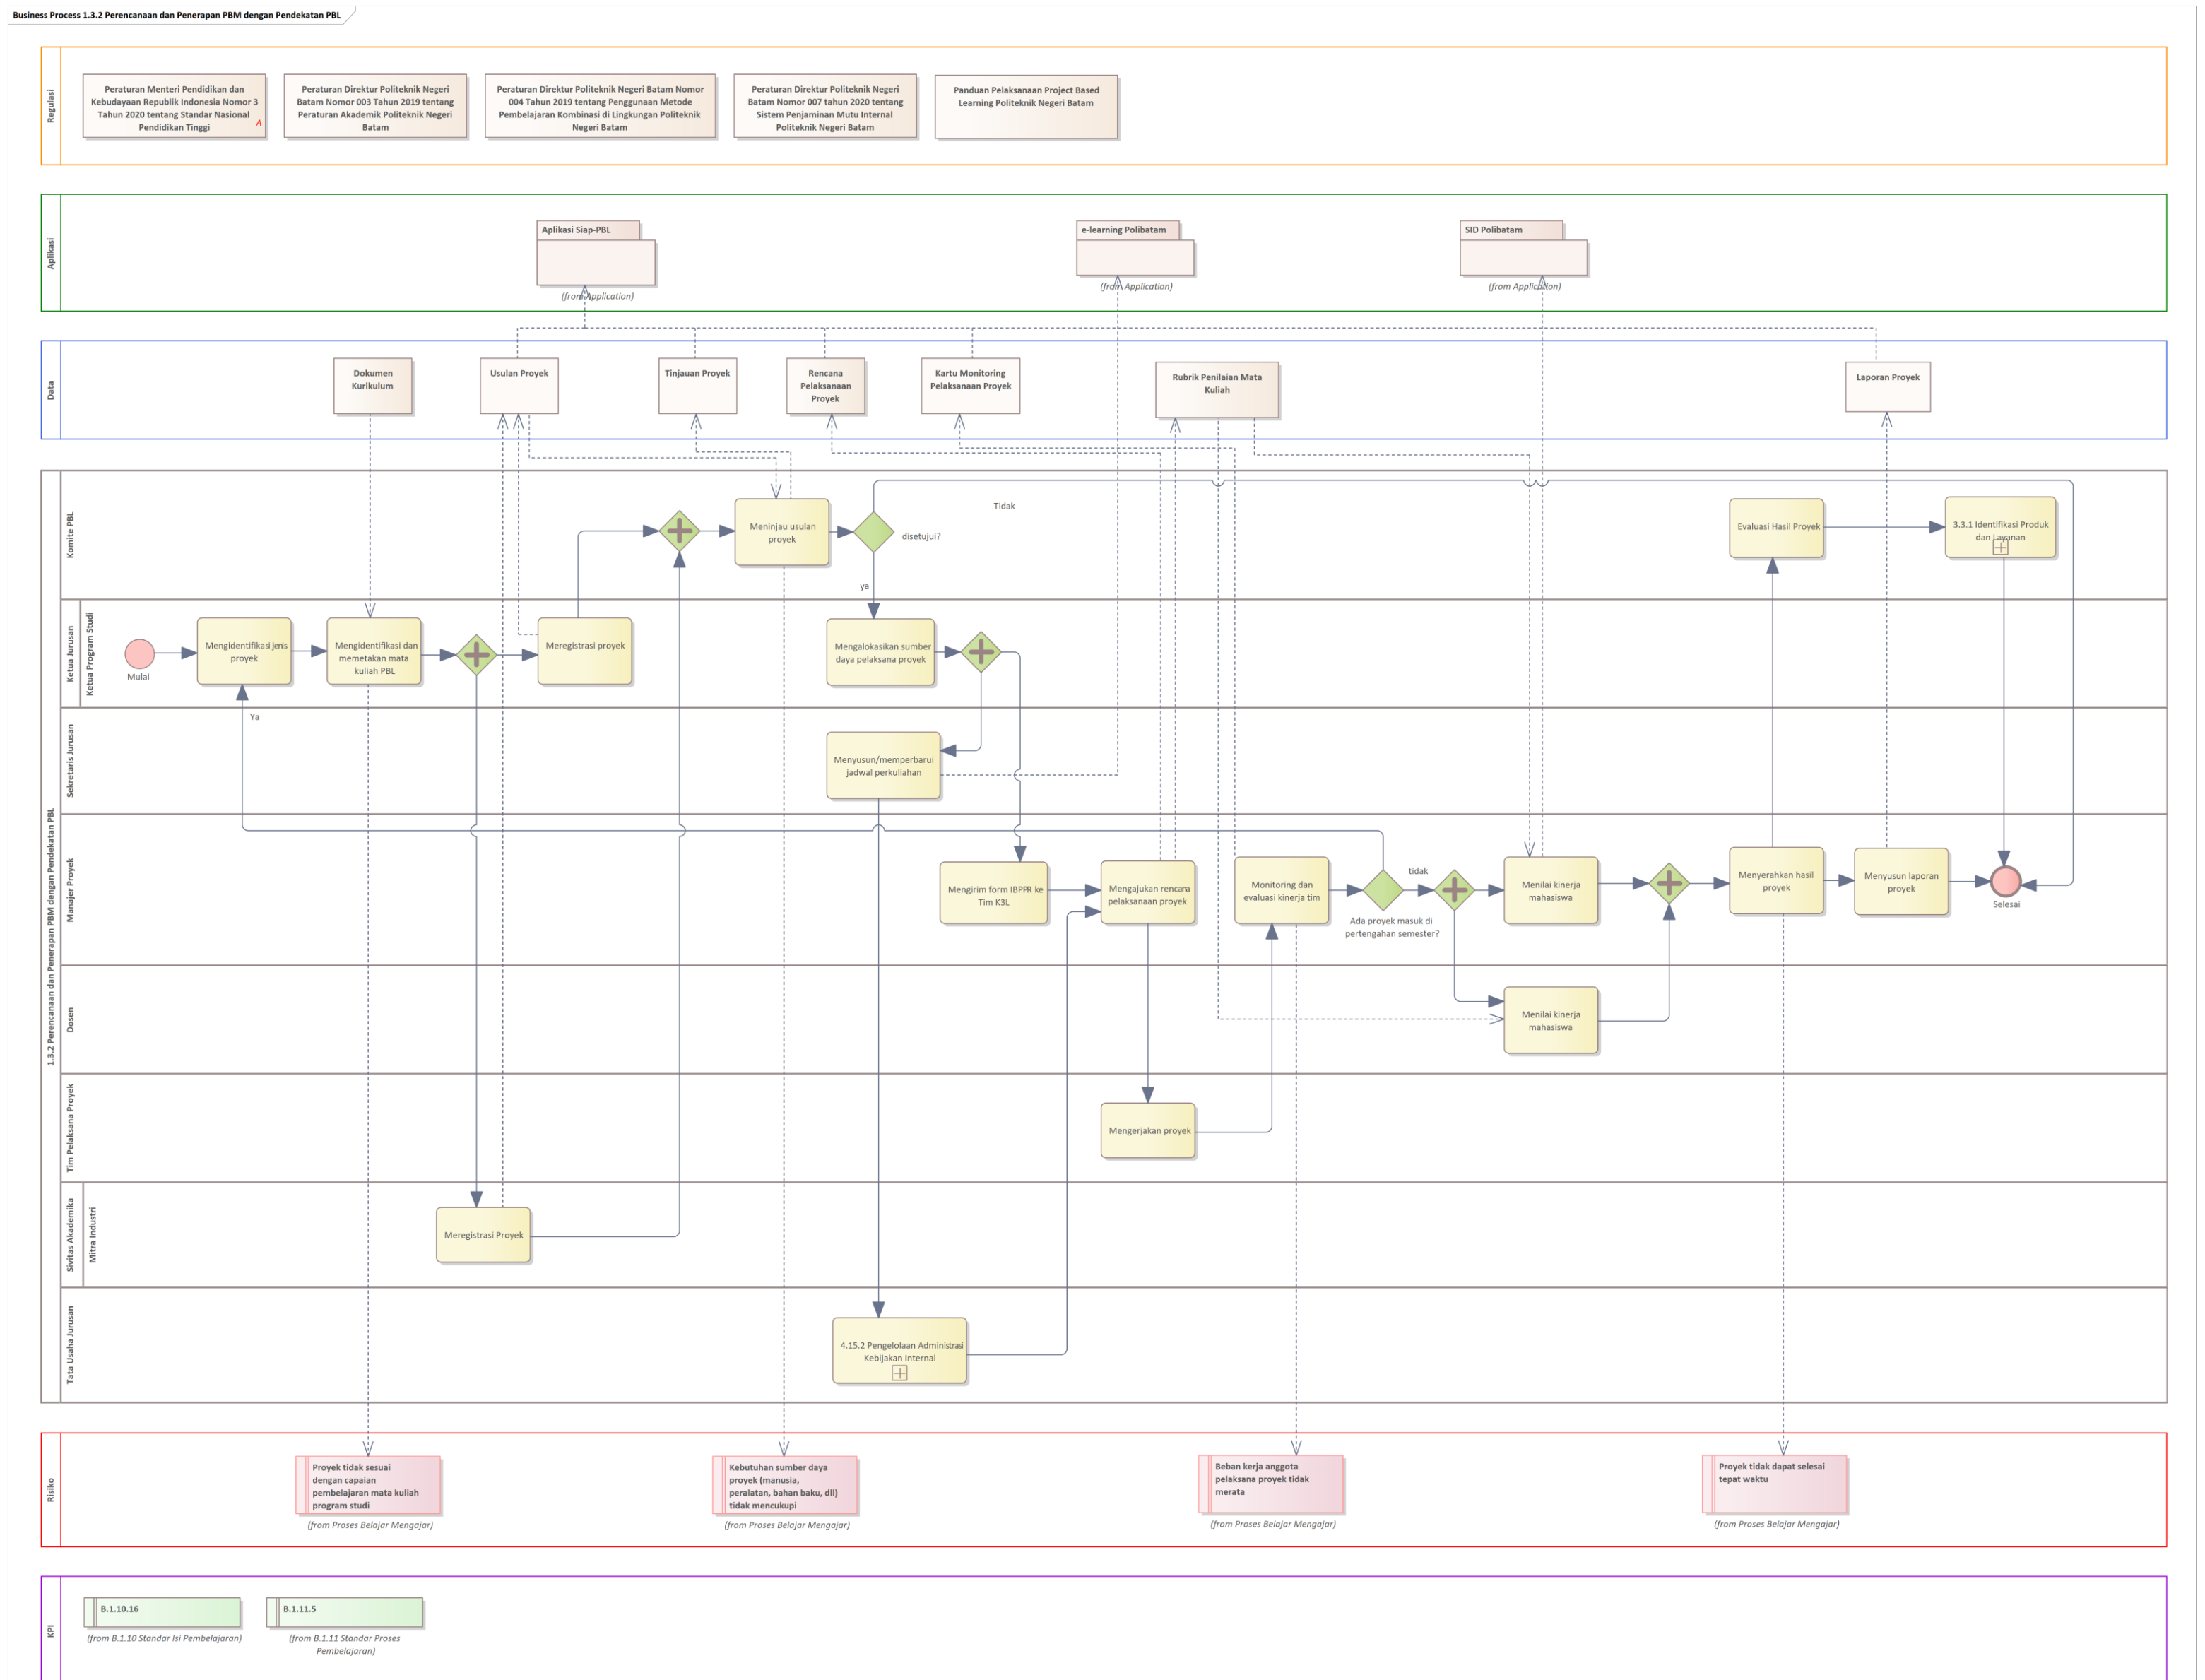 Business Process 1.3.2 Perencanaan dan Penerapan PBM dengan Pendekatan PBL
Regulasi
Peraturan Menteri Pendidikan dan
Kebudayaan Republik Indonesia Nomor 3
Tahun 2020 tentang Standar Nasional
Pendidikan Tinggi
A
Peraturan Direktur Politeknik Negeri
Batam Nomor 003 Tahun 2019 tentang
Peraturan Akademik Politeknik Negeri
Batam
Peraturan Direktur Politeknik Negeri Batam Nomor
004 Tahun 2019 tentang Penggunaan Metode
Pembelajaran Kombinasi di Lingkungan Politeknik
Negeri Batam
Peraturan Direktur Politeknik Negeri
Batam Nomor 007 tahun 2020 tentang
Sistem Penjaminan Mutu Internal
Politeknik Negeri Batam
Panduan Pelaksanaan Project Based
Learning Politeknik Negeri Batam
Aplikasi
Aplikasi Siap-PBL
(from Application)
e-learning Polibatam
(from Application)
SID Polibatam
(from Application)
Data
Dokumen
Kurikulum
Usulan Proyek
Tinjauan Proyek
Rencana
Pelaksanaan
Proyek
Kartu Monitoring
Pelaksanaan Proyek
Rubrik Penilaian Mata
Kuliah
Laporan Proyek
1.3.2 Perencanaan dan Penerapan PBM dengan Pendekatan PBL
Komite PBL
Meninjau usulan
proyek
disetujui?
Tidak
ya
Evaluasi Hasil Proyek
3.3.1 Identifikasi Produk
dan Layanan
Ketua Jurusan
Ketua Program Studi
Mulai
Mengidentifikasi jenis
proyek
Mengidentifikasi dan
memetakan mata
kuliah PBL
Meregistrasi proyek
Mengalokasikan sumber
daya pelaksana proyek
Sekretaris Jurusan
Ya
Menyusun/memperbarui
jadwal perkuliahan
Manajer Proyek
Mengirim form IBPPR ke
Tim K3L
Mengajukan rencana
pelaksanaan proyek
Monitoring dan
evaluasi kinerja tim
tidak
Ada proyek masuk di
pertengahan semester?
Menilai kinerja
mahasiswa
Menyerahkan hasil
proyek
Menyusun laporan
proyek
Selesai
Dosen
Menilai kinerja
mahasiswa
Tim Pelaksana Proyek
Mengerjakan proyek
Sivitas Akademika
Mitra Industri
Meregistrasi Proyek
Tata Usaha Jurusan
4.15.2 Pengelolaan Administrasi
Kebijakan Internal
Risiko
Proyek tidak sesuai
dengan capaian
pembelajaran mata kuliah
program studi
(from Proses Belajar Mengajar)
Kebutuhan sumber daya
proyek (manusia,
peralatan, bahan baku, dll)
tidak mencukupi
(from Proses Belajar Mengajar)
Beban kerja anggota
pelaksana proyek tidak
merata
(from Proses Belajar Mengajar)
Proyek tidak dapat selesai
tepat waktu
(from Proses Belajar Mengajar)
KPI
B.1.10.16
(from B.1.10 Standar Isi Pembelajaran)
B.1.11.5
(from B.1.11 Standar Proses
Pembelajaran)